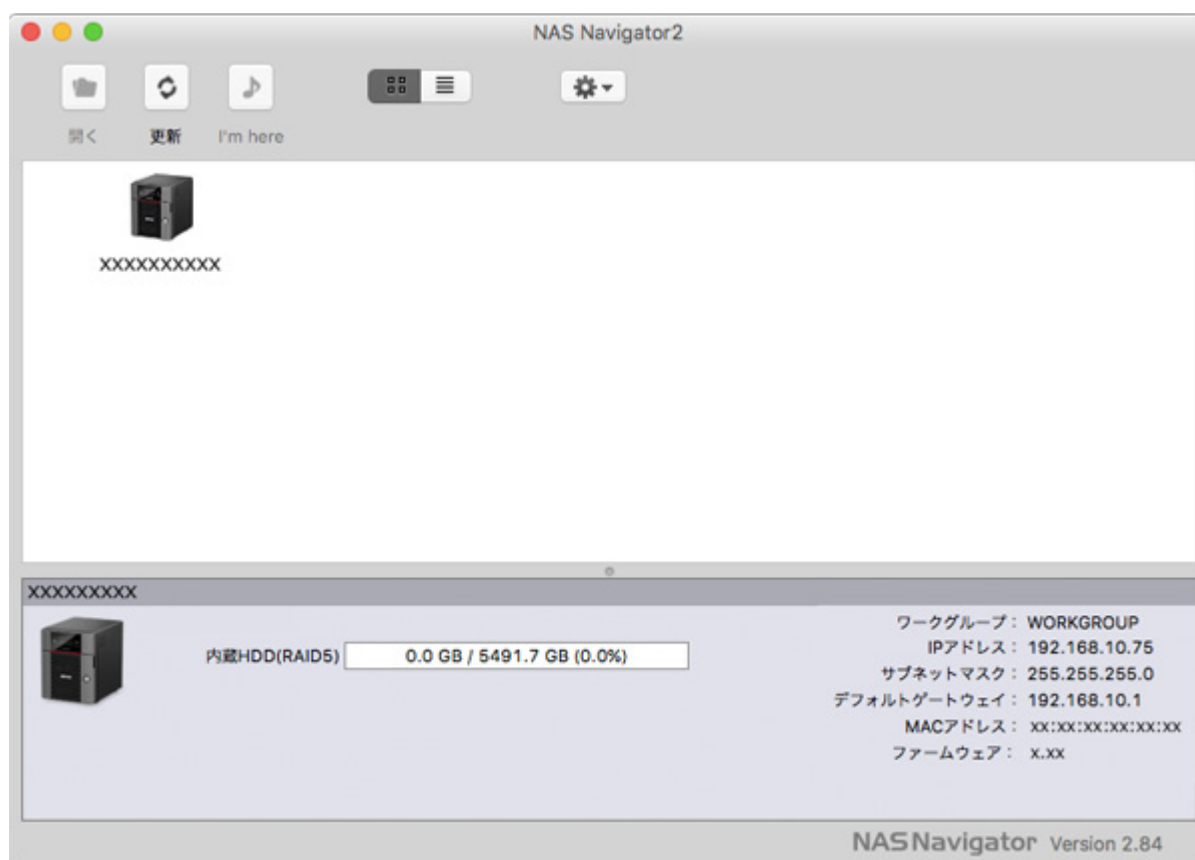 NAS Navigator2
開く 更新 I'm here
XXXXXXXXXX
XXXXXXXXX
内蔵HDD(RAID5) 0.0 GB / 5491.7 GB (0.0%)
ワークグループ: WORKGROUP
IPアドレス: 192.168.10.75
サブネットマスク: 255.255.255.0
デフォルトゲートウェイ: 192.168.10.1
MACアドレス: xx:xx:xx:xx:xx:xx
ファームウェア: x.xx
NASNavigator Version 2.84